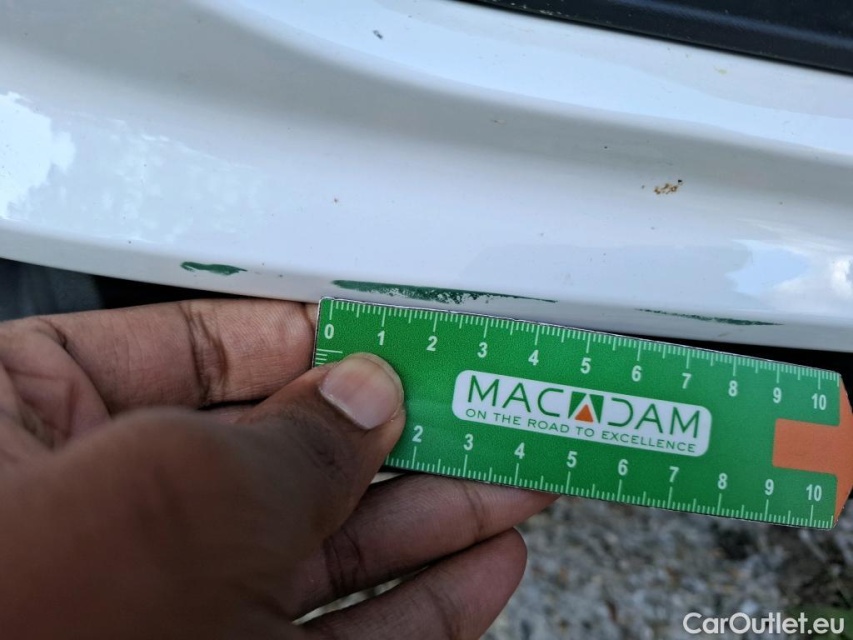 0 1 2 3 4 5 6 7 8 9 10
MACADAM
ON THE ROAD TO EXCELLENCE
2 3 4 5 6 7 8 9 10
CarOutlet.eu